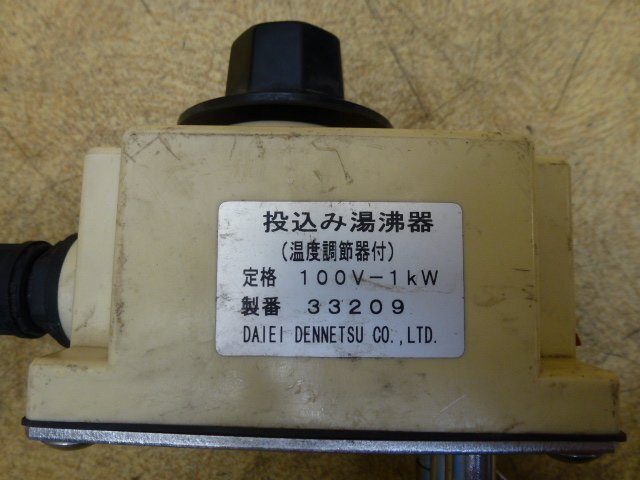 投込み湯沸器
(温度調節器付)
定格 100V-1kW
製番 33209
DAIEI DENNETSU CO.,LTD.